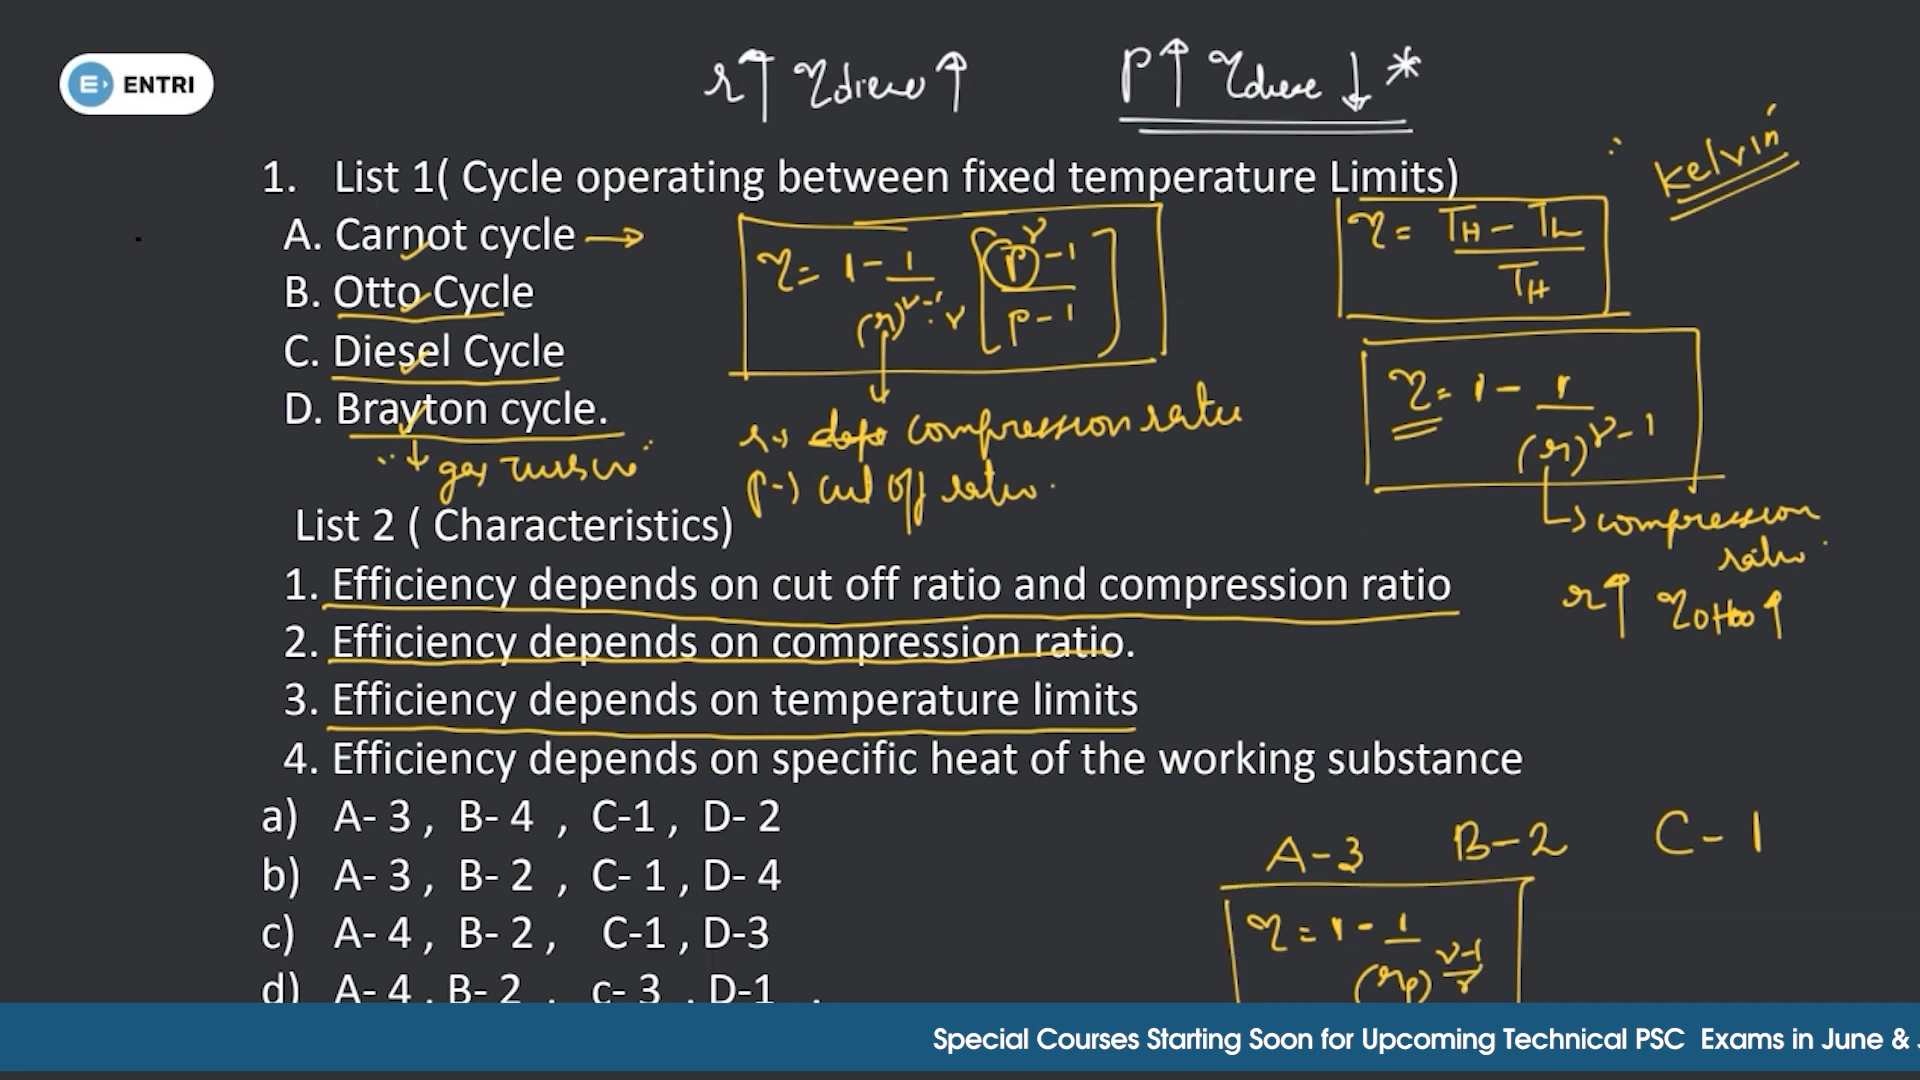 r↑ η diesel ↑ ρ↑ η diesel ↓ *
ENTRI
Kelvin
1. List 1( Cycle operating between fixed temperature Limits)
A. Carnot cycle →
B. Otto Cycle
C. Diesel Cycle
D. Brayton cycle.
gas turbine
η = 1 - 1/(r)^γ-1 · γ [ρ^γ - 1 / ρ - 1]
r → compression ratio
ρ → cut off ratio.
η = TH - TL / TH
η = 1 - 1/(r)^γ-1
↳ compression
ratio.
r↑ η otto ↑
List 2 ( Characteristics)
1. Efficiency depends on cut off ratio and compression ratio
2. Efficiency depends on compression ratio.
3. Efficiency depends on temperature limits
4. Efficiency depends on specific heat of the working substance
a) A- 3 , B- 4 , C-1 , D- 2
b) A- 3 , B- 2 , C- 1 , D- 4
c) A- 4 , B- 2 , C-1 , D-3
d) A- 4 , B- 2 , c- 3 , D-1 .
A-3 B-2 C-1
η = 1 - 1/(rp)^γ-1/γ
Special Courses Starting Soon for Upcoming Technical PSC Exams in June &